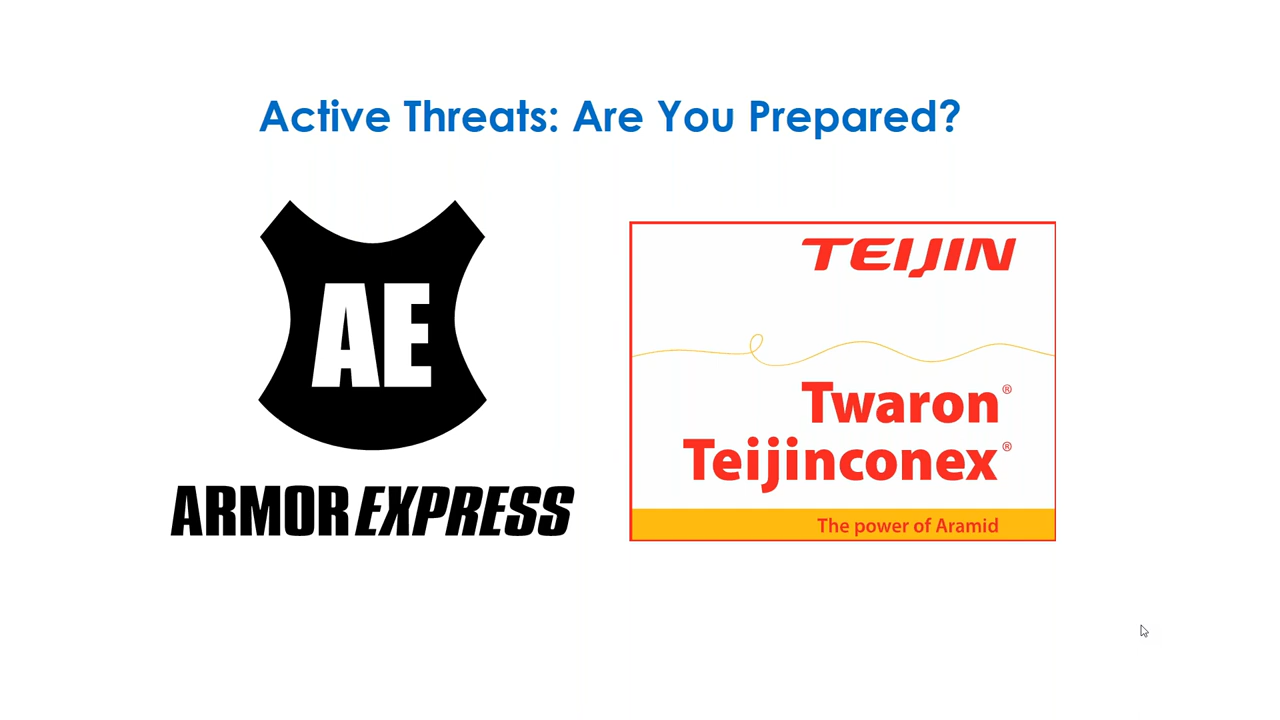 Active Threats: Are You Prepared?
AE
ARMOR EXPRESS
TEIJIN
Twaron®
Teijinconex®
The power of Aramid